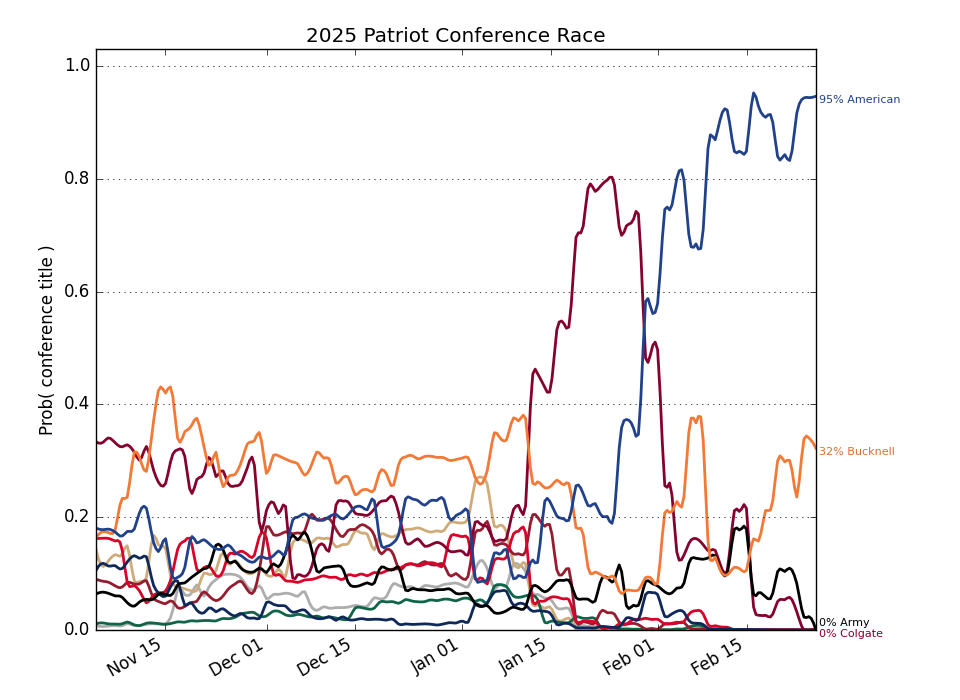 2025 Patriot Conference Race
1.0
0.8
0.6
0.4
0.2
0.0
Prob( conference title )
95% American
32% Bucknell
0% Army
0% Colgate
Nov 15
Dec 01
Dec 15
Jan 01
Jan 15
Feb 01
Feb 15